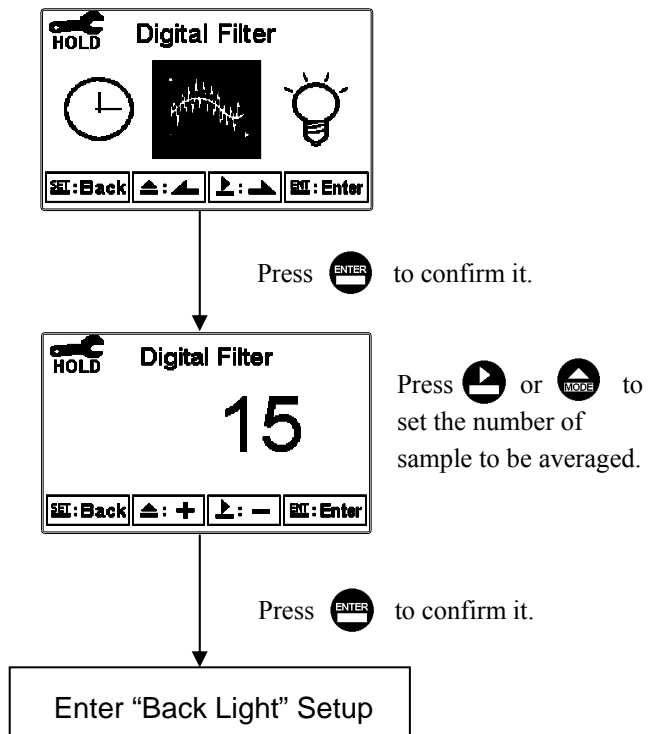 HOLD Digital Filter
SET:Back ▲: ◢ ▶: ◣ ENT:Enter
Press ENTER to confirm it.
HOLD Digital Filter
15
Press or MODE to
set the number of
sample to be averaged.
SET:Back ▲: + ▶: − ENT:Enter
Press ENTER to confirm it.
Enter “Back Light” Setup